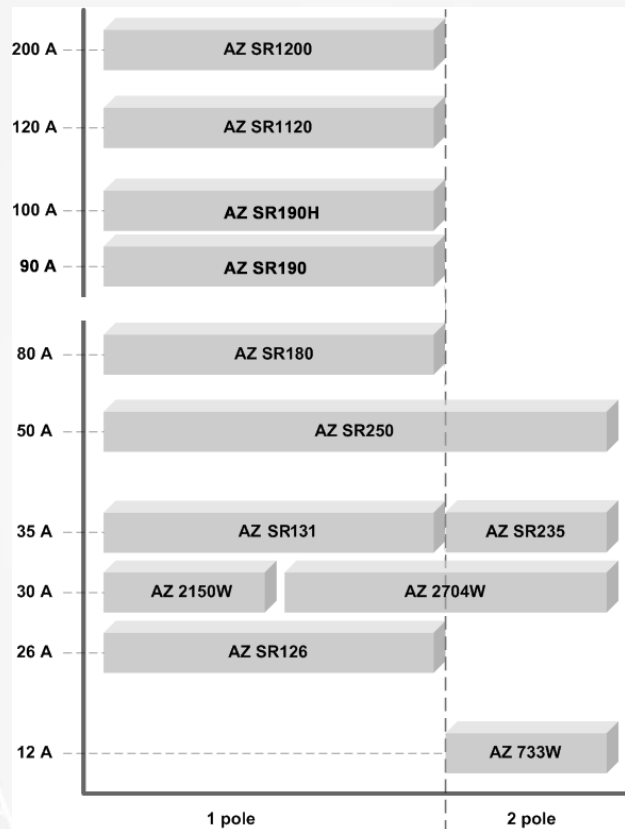 200 A AZ SR1200
120 A AZ SR1120
100 A AZ SR190H
90 A AZ SR190
80 A AZ SR180
50 A AZ SR250
35 A AZ SR131 AZ SR235
30 A AZ 2150W AZ 2704W
26 A AZ SR126
12 A AZ 733W
1 pole 2 pole